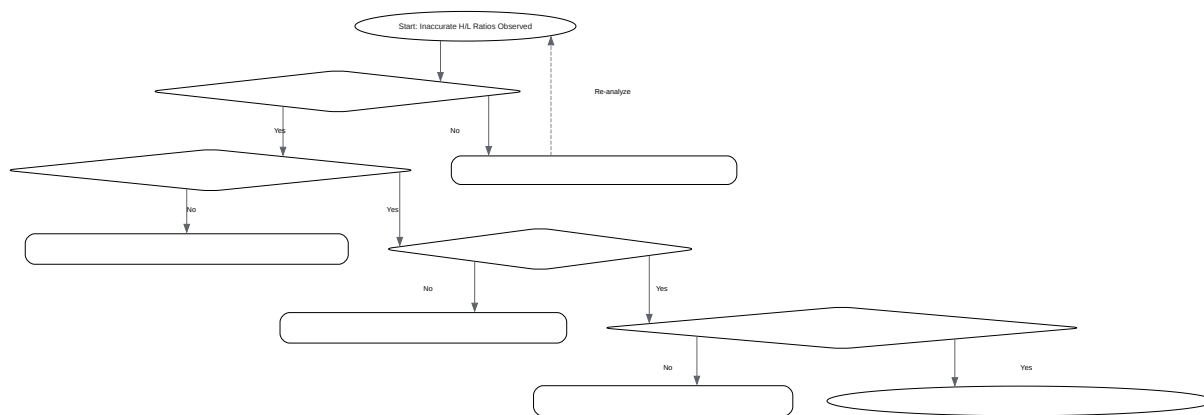 Start: Inaccurate H/L Ratios Observed
Re-analyze
Yes
No
No
Yes
No
Yes
No
Yes